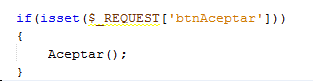 if(isset($_REQUEST['btnAceptar']))
{
Aceptar();
}